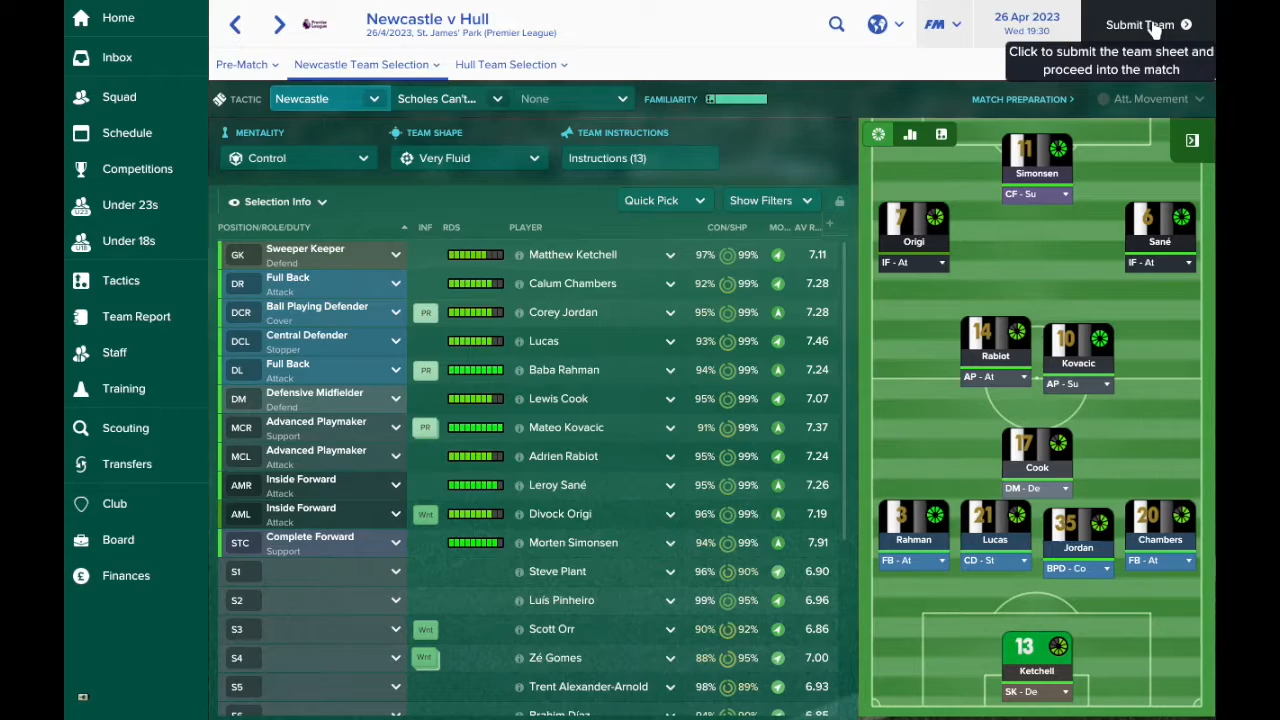 Home
Inbox
Squad
Schedule
Competitions
U23
Under 23s
U18
Under 18s
Tactics
Team Report
Staff
Training
Scouting
Transfers
Club
Board
Finances
Premier League
Newcastle v Hull
26/4/2023, St. James' Park (Premier League)
FM
26 Apr 2023
Wed 19:30
Submit Team
Click to submit the team sheet and
proceed into the match
Pre-Match
Newcastle Team Selection
Hull Team Selection
TACTIC
Newcastle
Scholes Can't...
None
FAMILIARITY
MATCH PREPARATION >
Att. Movement
MENTALITY
TEAM SHAPE
TEAM INSTRUCTIONS
Control
Very Fluid
Instructions (13)
Selection Info
Quick Pick
Show Filters
POSITION/ROLE/DUTY INF RDS PLAYER CON/SHP MO... AV R...
GK Sweeper Keeper Defend Matthew Ketchell 97% 99% 7.11
DR Full Back Attack Calum Chambers 92% 99% 7.28
DCR Ball Playing Defender Cover PR Corey Jordan 95% 99% 7.28
DCL Central Defender Stopper Lucas 93% 99% 7.46
DL Full Back Attack PR Baba Rahman 94% 99% 7.24
DM Defensive Midfielder Defend Lewis Cook 95% 99% 7.07
MCR Advanced Playmaker Support PR Mateo Kovacic 91% 99% 7.37
MCL Advanced Playmaker Attack Adrien Rabiot 95% 99% 7.24
AMR Inside Forward Attack Leroy Sané 95% 99% 7.26
AML Inside Forward Attack Wnt Divock Origi 96% 99% 7.19
STC Complete Forward Support Morten Simonsen 94% 99% 7.91
S1 Steve Plant 96% 90% 6.90
S2 Luís Pinheiro 99% 95% 6.96
S3 Wnt Scott Orr 90% 92% 6.86
S4 Wnt Zé Gomes 88% 95% 7.00
S5 Trent Alexander-Arnold 98% 89% 6.93
S6 Brahim Díaz 94% 99% 6.85
11
Simonsen
CF - Su
7
Origi
IF - At
6
Sané
IF - At
14
Rabiot
AP - At
10
Kovacic
AP - Su
17
Cook
DM - De
3
Rahman
FB - At
21
Lucas
CD - St
35
Jordan
BPD - Co
20
Chambers
FB - At
13
Ketchell
SK - De